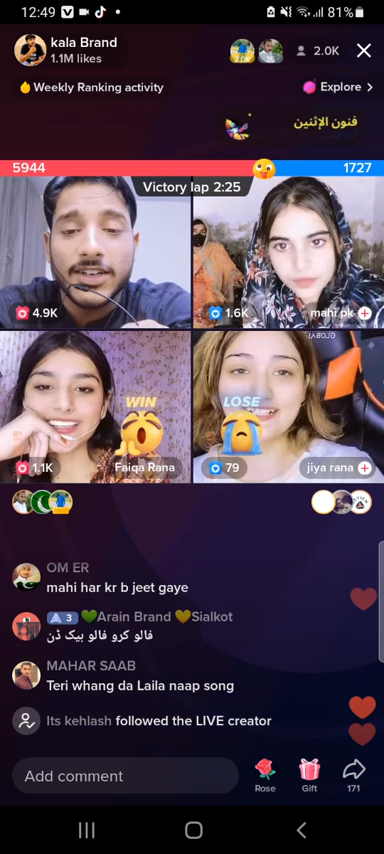 12:49
81%
kala Brand
1.1M likes
2.0K
Weekly Ranking activity
Explore
فنون الإثنين
5944
1727
Victory lap 2:25
4.9K
1.6K
mahi.pk
GLOBAL
WIN
LOSE
1.1K
Faiqa Rana
79
jiya rana
OM ER
mahi har kr b jeet gaye
3 💚Arain Brand 💛Sialkot
فالو کرو فالو بیک ڈن
MAHAR SAAB
Teri whang da Laila naap song
Its kehlash followed the LIVE creator
Add comment
Rose
Gift
171